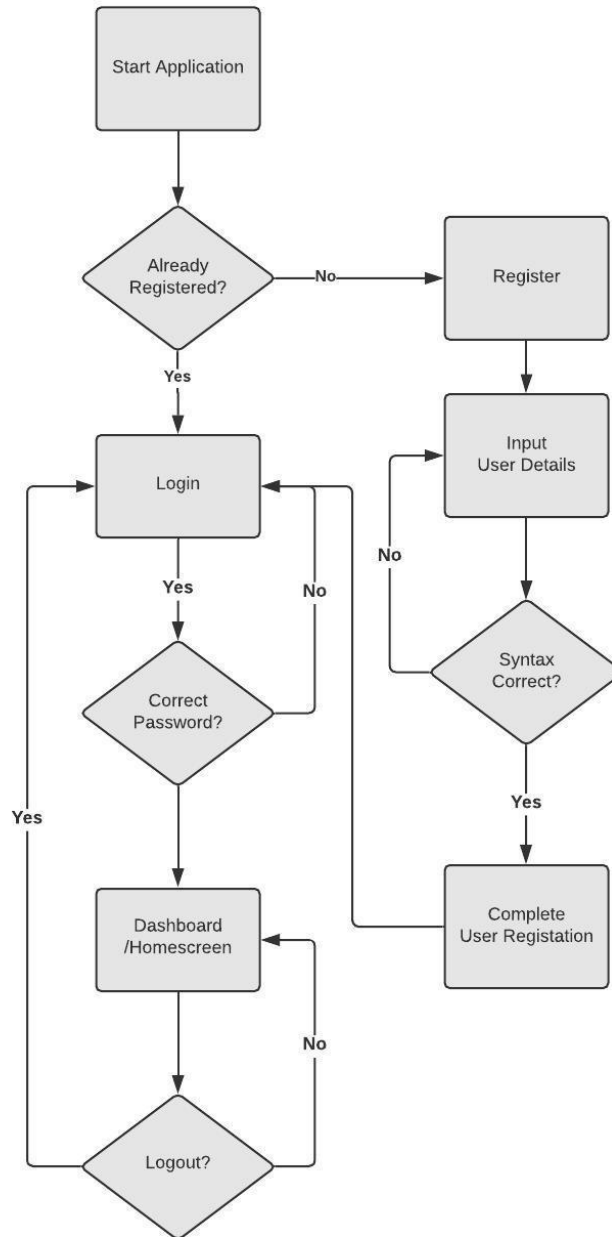 Start Application
Already
Registered?
No
Register
Yes
Input
User Details
Login
No
Yes
No
Syntax
Correct?
Correct
Password?
Yes
Yes
Dashboard
/Homescreen
Complete
User Registation
No
Logout?